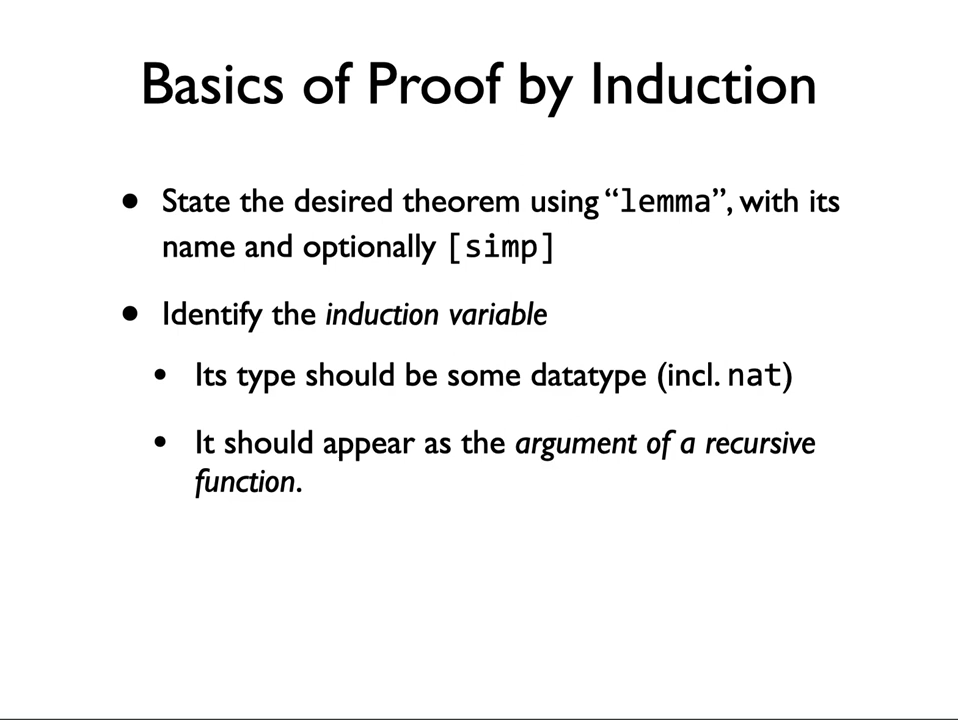 Basics of Proof by Induction
• State the desired theorem using “lemma”, with its
name and optionally [simp]
• Identify the induction variable
• Its type should be some datatype (incl. nat)
• It should appear as the argument of a recursive
function.